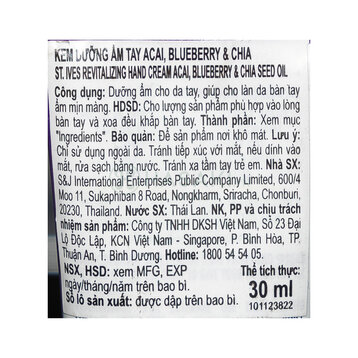 KEM DƯỠNG ẨM TAY ACAI, BLUEBERRY & CHIA
ST. IVES REVITALIZING HAND CREAM ACAI, BLUEBERRY & CHIA SEED OIL
Công dụng: Dưỡng ẩm cho da tay, giúp cho làn da bàn tay
ẩm mịn màng. HDSD: Cho lượng sản phẩm phù hợp vào lòng
bàn tay và xoa đều khắp bàn tay. Thành phần: Xem mục
"Ingredients". Bảo quản: Để sản phẩm nơi khô mát. Lưu ý:
Chỉ sử dụng ngoài da. Tránh tiếp xúc với mắt, nếu dính vào
mắt, rửa sạch bằng nước. Tránh xa tầm tay trẻ em. Nhà SX:
S&J International Enterprises Public Company Limited, 600/4
Moo 11, Sukaphiban 8 Road, Nongkharm, Sriracha, Chonburi,
20230, Thailand. Nước SX: Thái Lan. NK, PP và chịu trách
nhiệm sản phẩm: Công ty TNHH DKSH Việt Nam, Số 23 Đại
Lộ Độc Lập, KCN Việt Nam - Singapore, P. Bình Hòa, TP.
Thuận An, T. Bình Dương. Hotline: 1800 54 54 05.
NSX, HSD: xem MFG, EXP Thể tích thực:
ngày/tháng/năm trên bao bì. 30 ml
Số lô sản xuất: được dập trên bao bì. 101123822